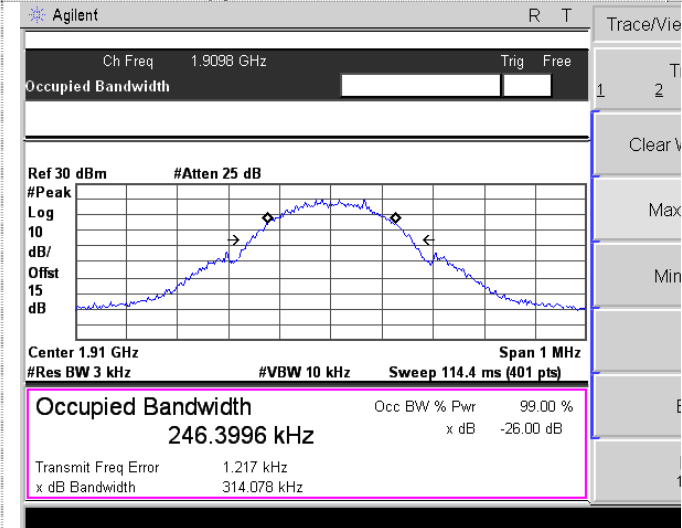 Agilent R T
Trace/Vie
Ch Freq 1.9098 GHz Trig Free
Occupied Bandwidth
1 2
Clear
Ref 30 dBm #Atten 25 dB
#Peak
Log
10
dB/
Offst
15
dB
Max
Min
Center 1.91 GHz Span 1 MHz
#Res BW 3 kHz #VBW 10 kHz Sweep 114.4 ms (401 pts)
Occupied Bandwidth Occ BW % Pwr 99.00 %
246.3996 kHz x dB -26.00 dB
Transmit Freq Error 1.217 kHz
x dB Bandwidth 314.078 kHz